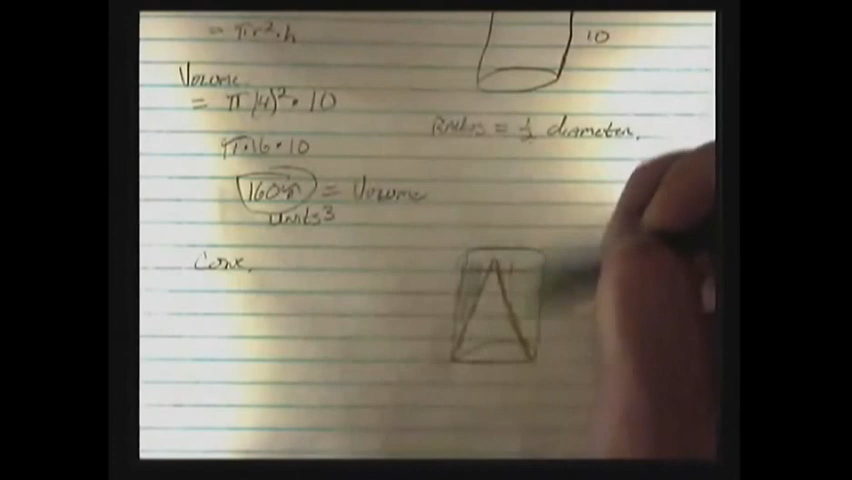 = πr²·h
10
Volume
= π(4)²·10
Radius = ½ diameter.
π·16·10
160π = Volume
units³
Cone.